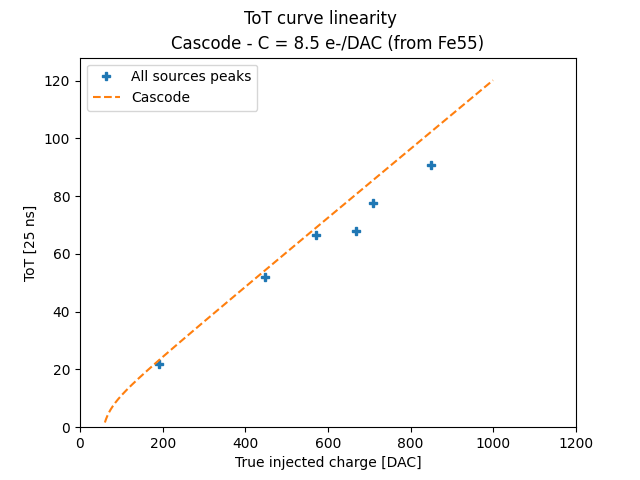 ToT curve linearity
Cascode - C = 8.5 e-/DAC (from Fe55)
All sources peaks
Cascode
120
100
80
60
40
20
0
ToT [25 ns]
0 200 400 600 800 1000 1200
True injected charge [DAC]